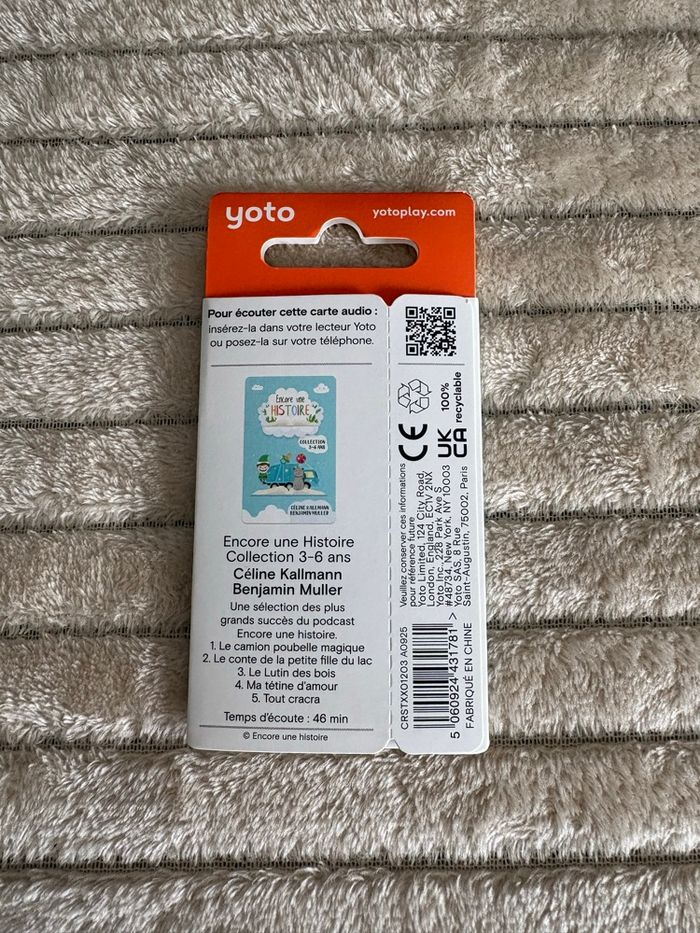 yoto
yotoplay.com
Pour écouter cette carte audio :
insérez-la dans votre lecteur Yoto
ou posez-la sur votre téléphone.
Encore une
HISTOIRE
COLLECTION
3-6 ANS
CÉLINE KALLMANN
BENJAMIN MULLER
Encore une Histoire
Collection 3-6 ans
Céline Kallmann
Benjamin Muller
Une sélection des plus
grands succès du podcast
Encore une histoire.
1. Le camion poubelle magique
2. Le conte de la petite fille du lac
3. Le Lutin des bois
4. Ma tétine d'amour
5. Tout cracra
Temps d'écoute : 46 min
© Encore une histoire
100%
recyclable
CE
UK
CA
Veuillez conserver ces informations
pour référence future
Yoto Limited, 124 City Road,
London, England, EC1V 2NX
Yoto Inc. 228 Park Ave S
#48734, New York, NY 10003
Yoto SAS, 8 Rue
Saint-Augustin, 75002, Paris
CRSTXX01203 A0925
5 060924 431781 >
FABRIQUÉ EN CHINE